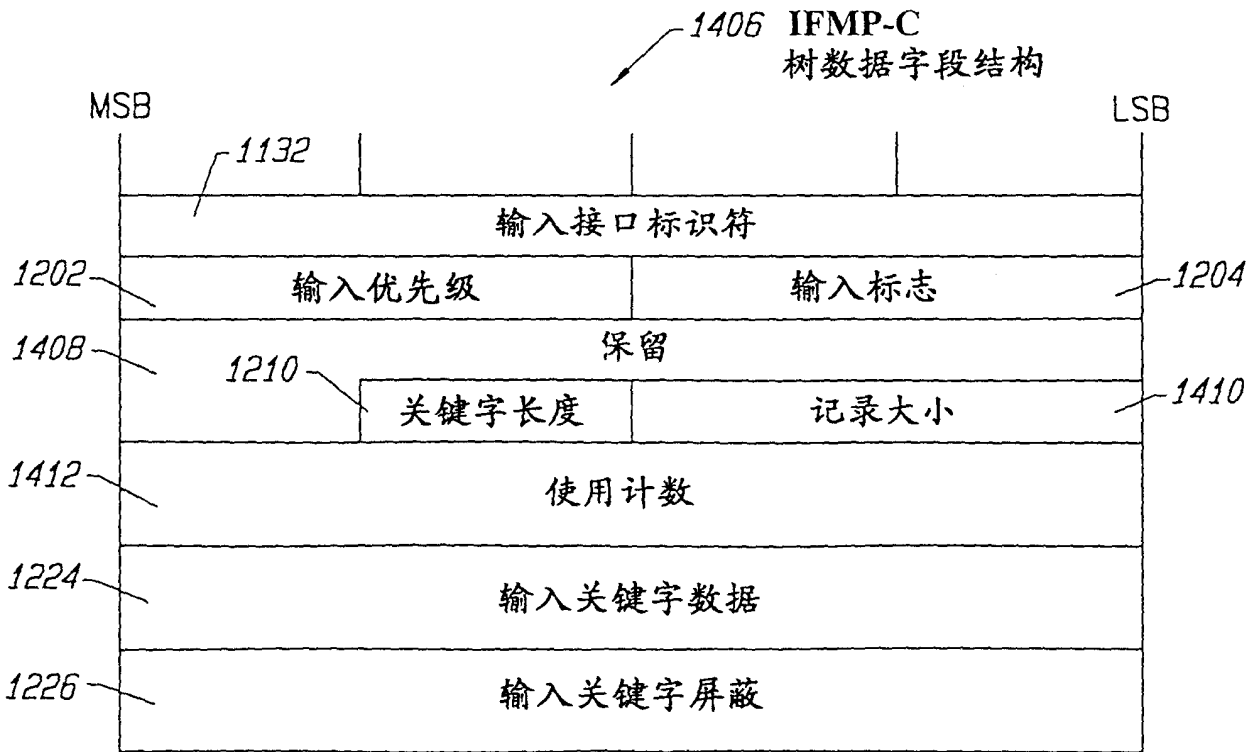 1406 IFMP-C
树数据字段结构
MSB LSB
1132
输入接口标识符
1202 输入优先级 输入标志 1204
1408 保留
1210 关键字长度 记录大小 1410
1412 使用计数
1224 输入关键字数据
1226 输入关键字屏蔽